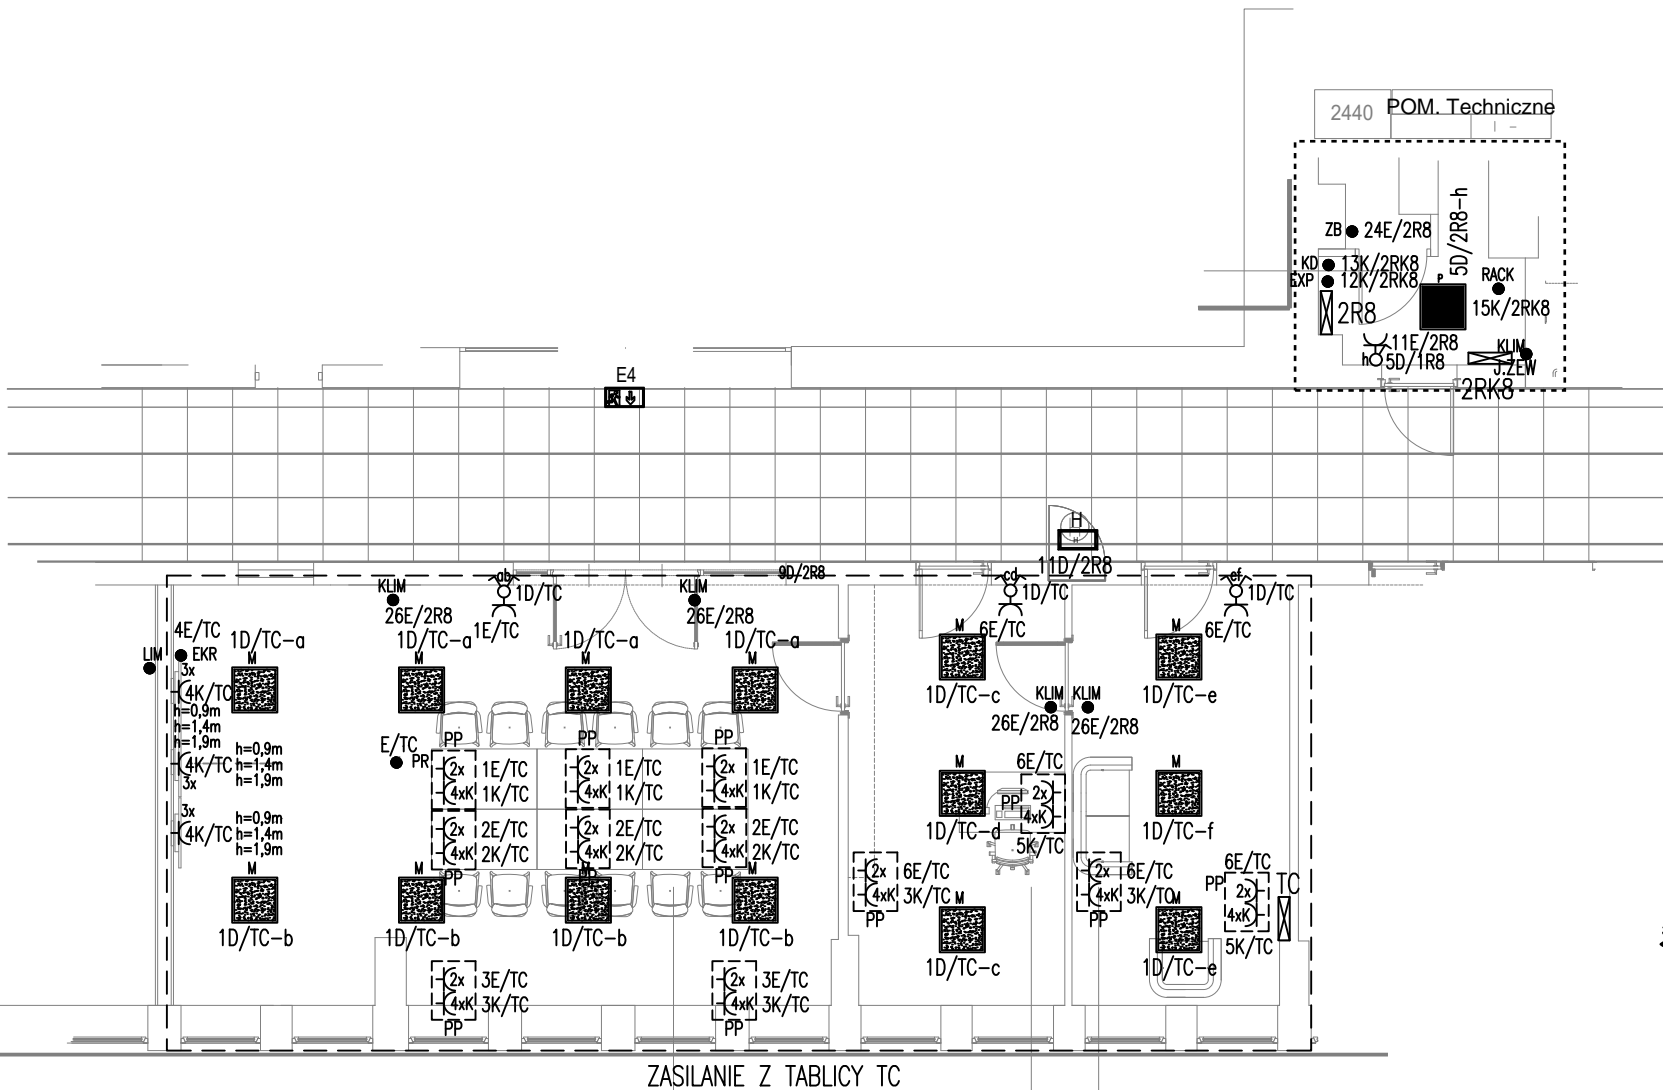 2440
POM. Techniczne
ZB 24E/2R8
5D/2R8-h
KD 13K/2RK8
EXP 12K/2RK8
P
RACK
15K/2RK8
2R8
11E/2R8
h 5D/1R8
KLIM
J.ZEW
2RK8
E4
H
H
11D/2R8
9D/2R8
ab
1D/TC
1E/TC
cd
1D/TC
6E/TC
ef
1D/TC
6E/TC
KLIM
26E/2R8
KLIM
26E/2R8
4E/TC
EKR
LIM
1D/TC-a
M
1D/TC-a
M
1D/TC-a
M
1D/TC-a
M
M
1D/TC-c
M
1D/TC-e
3x
4K/TC
h=0,9m
h=1,4m
h=1,9m
4K/TC
3x
h=0,9m
h=1,4m
h=1,9m
3x
4K/TC
h=0,9m
h=1,4m
h=1,9m
KLIM
26E/2R8
KLIM
26E/2R8
E/TC
PR
PP
2x 1E/TC
4xK 1K/TC
PP
2x 1E/TC
4xK 1K/TC
PP
2x 1E/TC
4xK 1K/TC
2x 2E/TC
4xK 2K/TC
PP
2x 2E/TC
4xK 2K/TC
PP
2x 2E/TC
4xK 2K/TC
PP
M
1D/TC-d
6E/TC
PP
2x
4xK
5K/TC
M
1D/TC-f
M
1D/TC-b
M
1D/TC-b
M
1D/TC-b
M
1D/TC-b
2x 6E/TC
4xK 3K/TC
PP
M
1D/TC-c
2x 6E/TC
4xK 3K/TC
PP
M
1D/TC-e
6E/TC
PP
2x
4xK
5K/TC
TC
2x 3E/TC
4xK 3K/TC
PP
2x 3E/TC
4xK 3K/TC
PP
ZASILANIE Z TABLICY TC